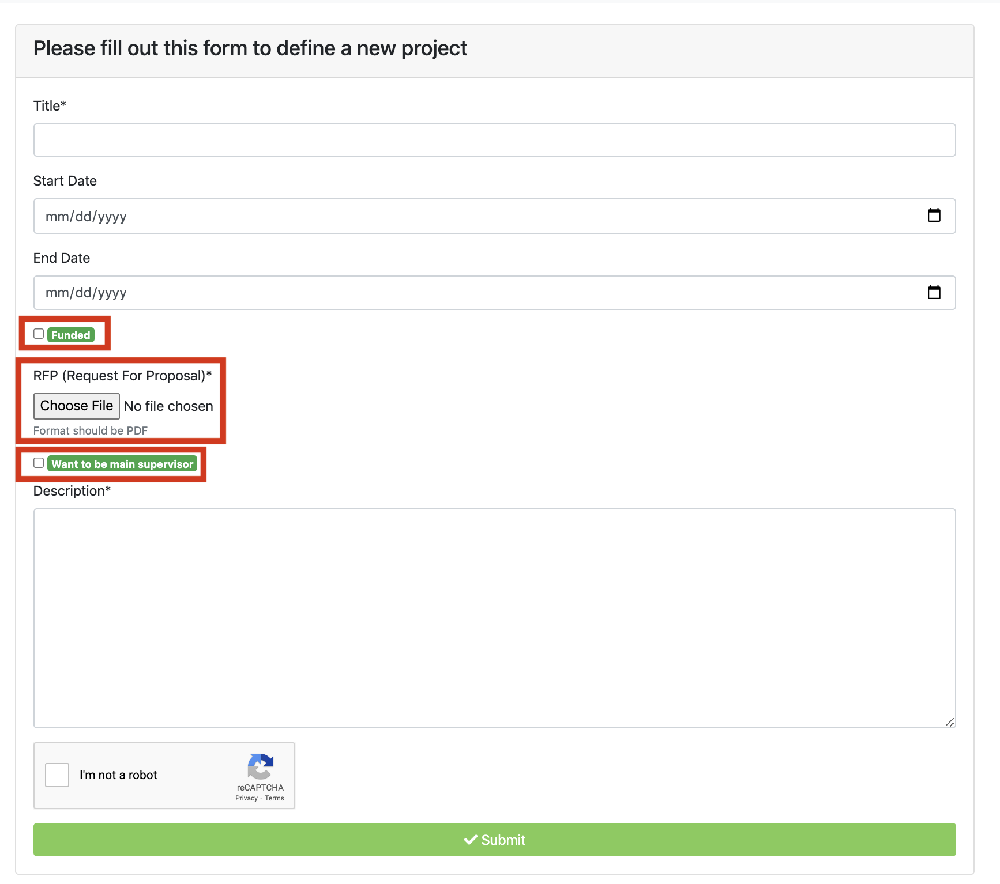 Please fill out this form to define a new project
Title*
Start Date
mm/dd/yyyy
End Date
mm/dd/yyyy
Funded
RFP (Request For Proposal)*
Choose File No file chosen
Format should be PDF
Want to be main supervisor
Description*
I'm not a robot
reCAPTCHA
Privacy - Terms
Submit